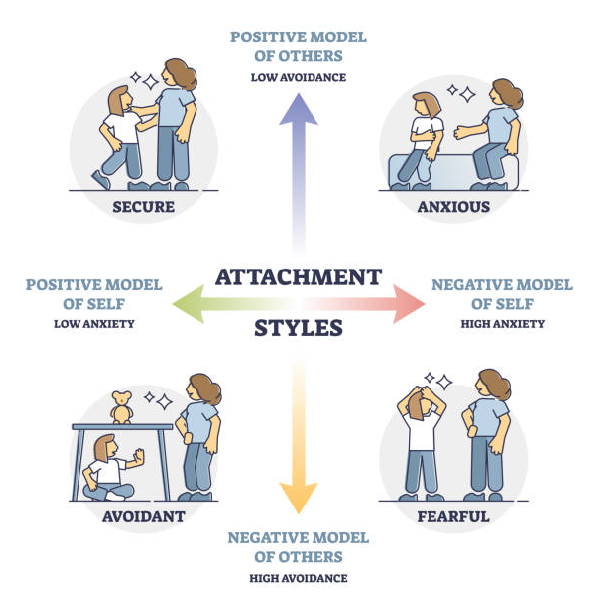 POSITIVE MODEL
OF OTHERS
LOW AVOIDANCE
SECURE
ANXIOUS
ATTACHMENT
STYLES
POSITIVE MODEL
OF SELF
LOW ANXIETY
NEGATIVE MODEL
OF SELF
HIGH ANXIETY
AVOIDANT
FEARFUL
NEGATIVE MODEL
OF OTHERS
HIGH AVOIDANCE